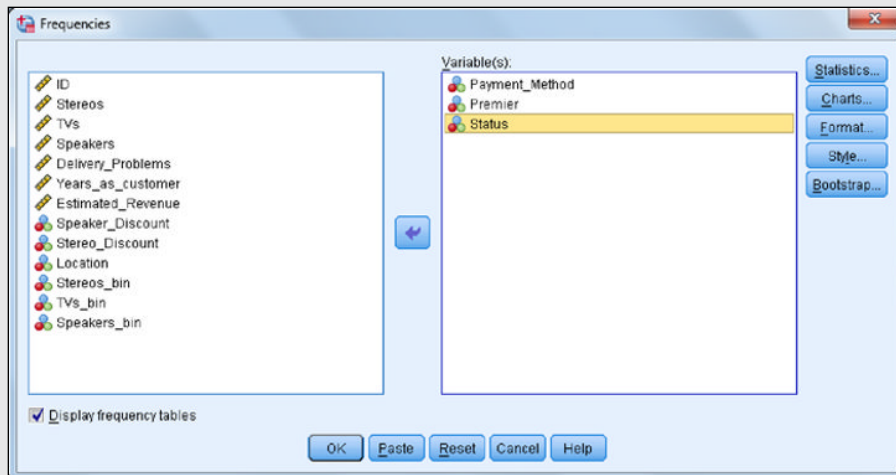 Frequencies
ID
Stereos
TVs
Speakers
Delivery_Problems
Years_as_customer
Estimated_Revenue
Speaker_Discount
Stereo_Discount
Location
Stereos_bin
TVs_bin
Speakers_bin
Variable(s):
Payment_Method
Premier
Status
Statistics...
Charts...
Format...
Style...
Bootstrap...
Display frequency tables
OK Paste Reset Cancel Help